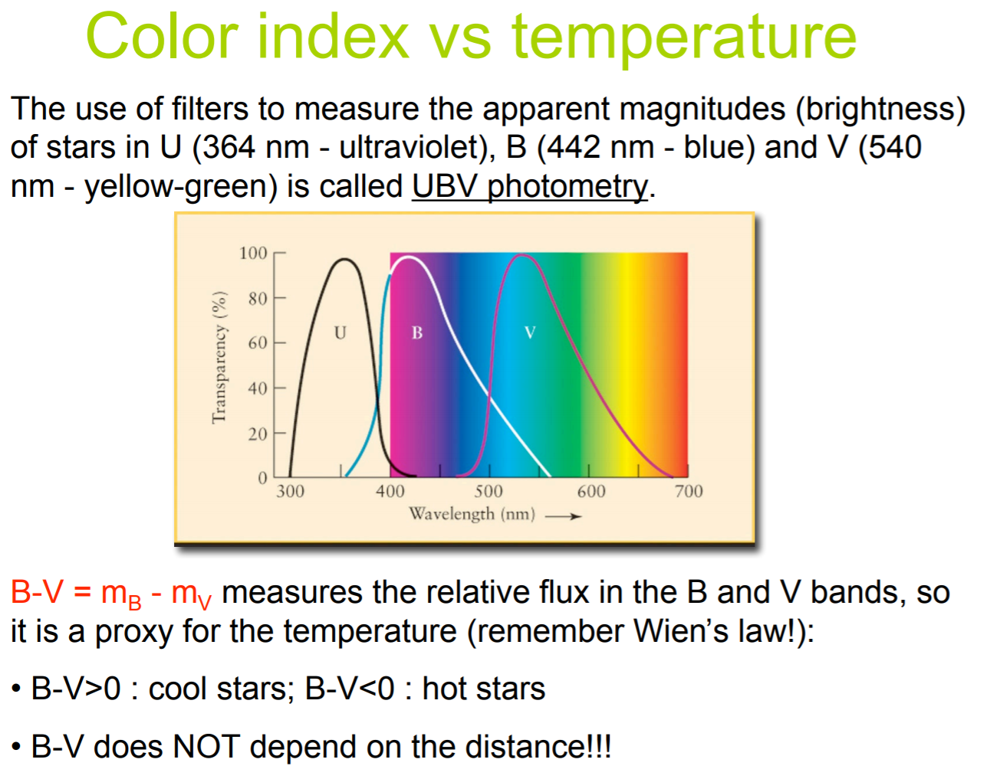 Color index vs temperature
The use of filters to measure the apparent magnitudes (brightness)
of stars in U (364 nm - ultraviolet), B (442 nm - blue) and V (540
nm - yellow-green) is called UBV photometry.
100
80
60
40
20
0
Transparency (%)
U
B
V
300 400 500 600 700
Wavelength (nm) →
B-V = mB - mV measures the relative flux in the B and V bands, so
it is a proxy for the temperature (remember Wien’s law!):
• B-V>0 : cool stars; B-V<0 : hot stars
• B-V does NOT depend on the distance!!!